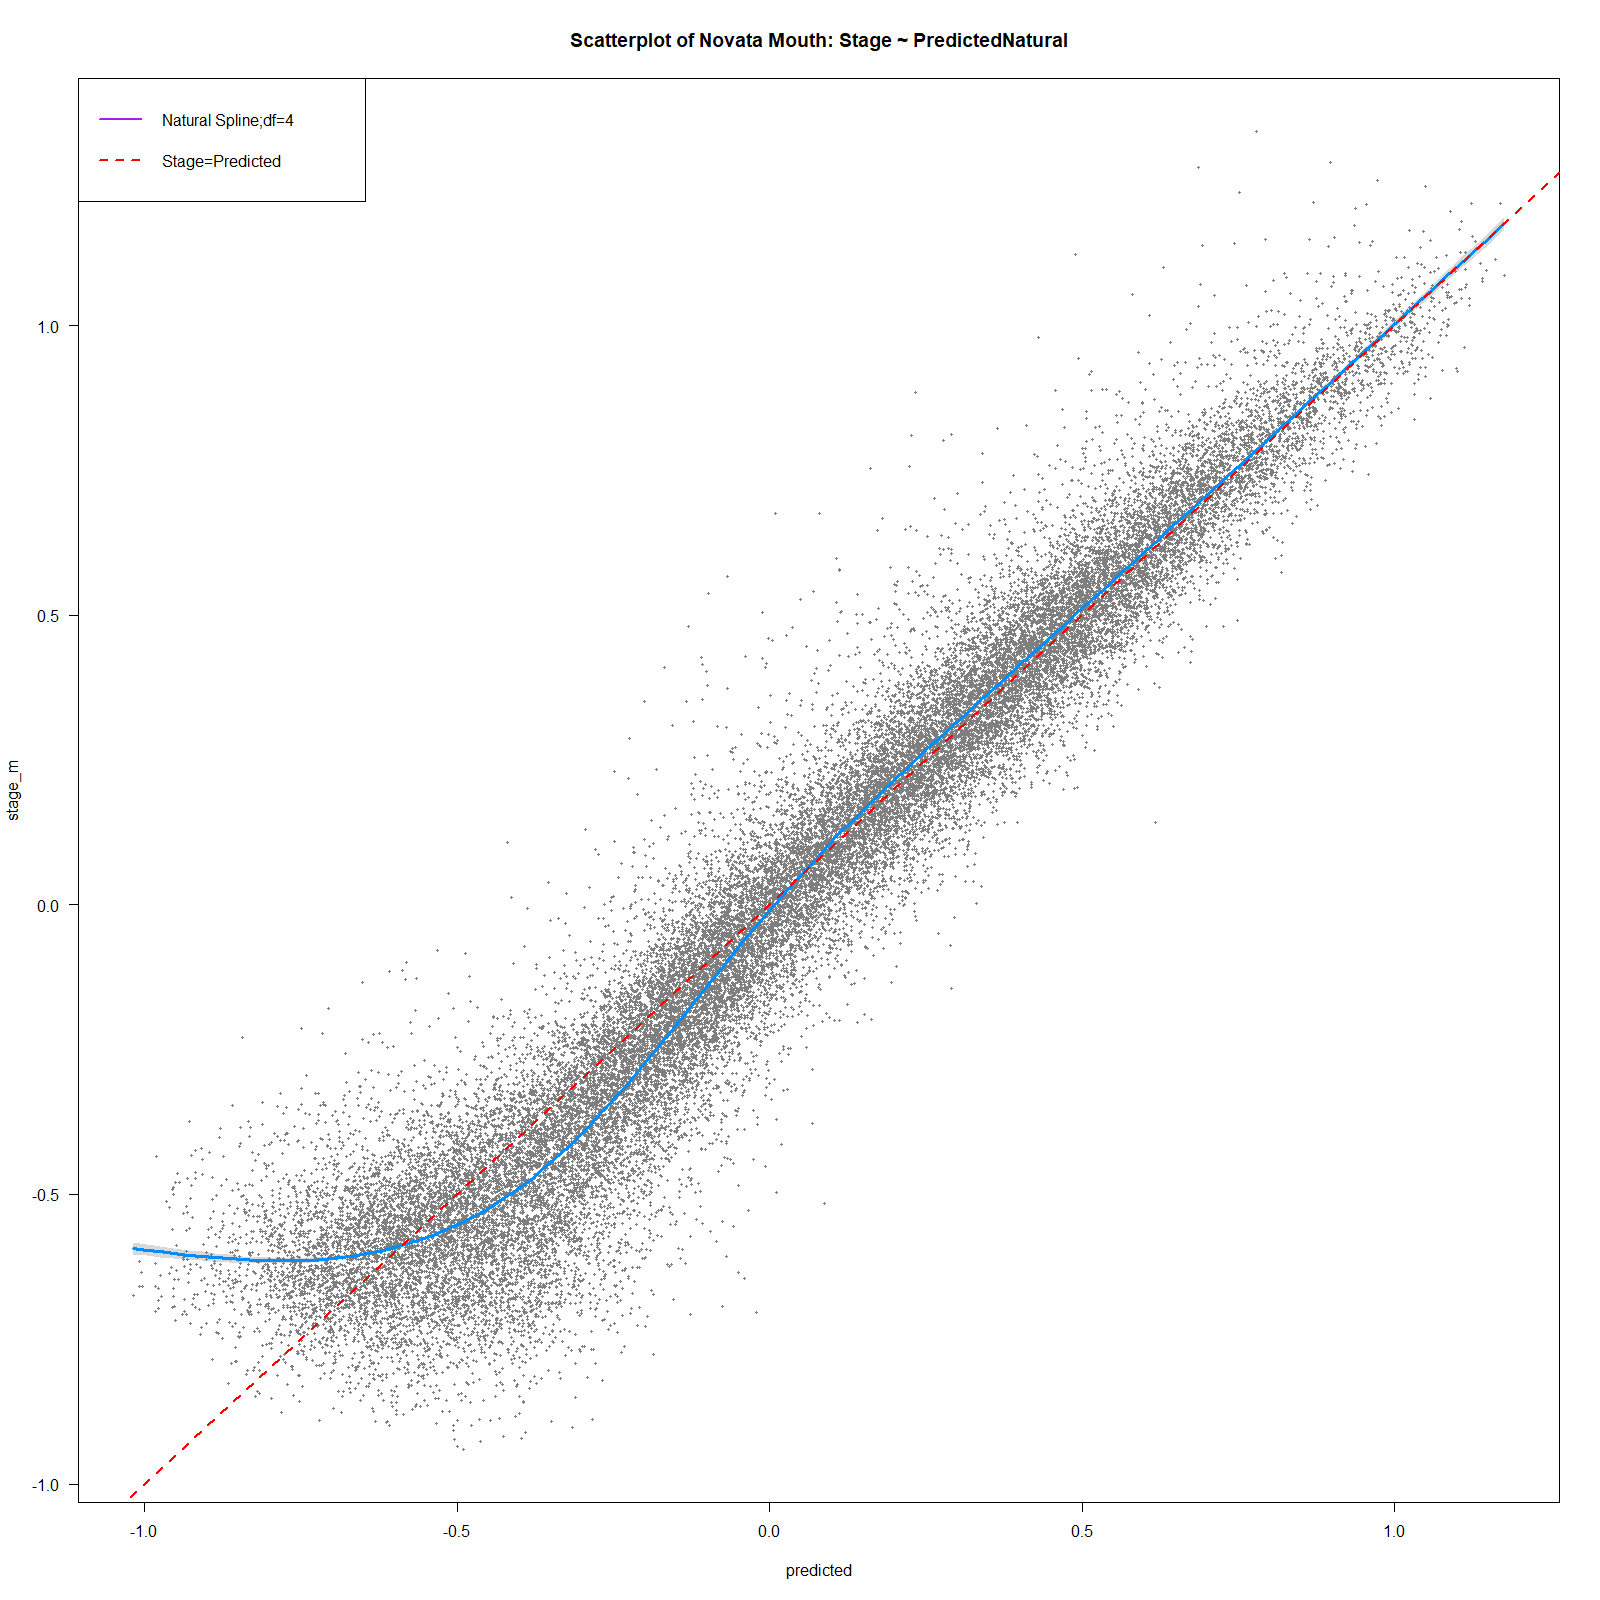 Scatterplot of Novata Mouth: Stage ~ PredictedNatural
Natural Spline;df=4
Stage=Predicted
1.0
0.5
0.0
-0.5
-1.0
stage_m
-1.0 -0.5 0.0 0.5 1.0
predicted